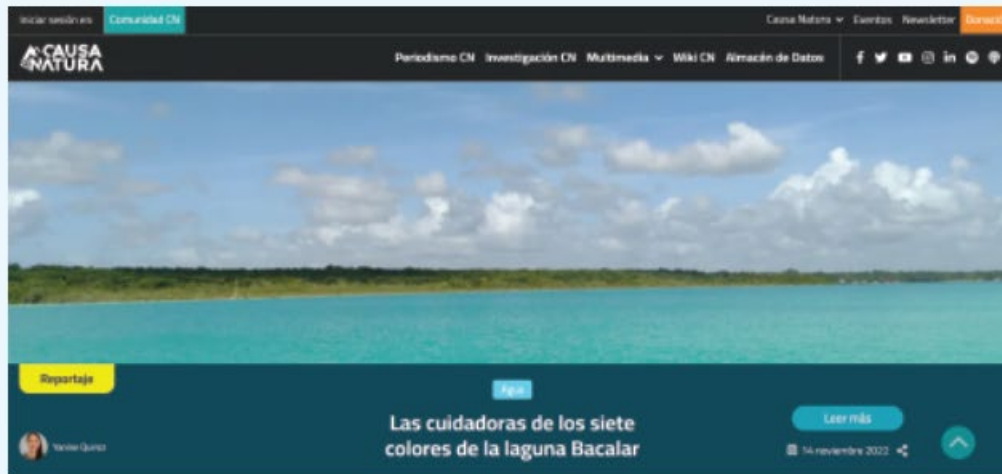 Iniciar sesión en: Comunidad CN Causa Natura Eventos Newsletter
CAUSA
NATURA
Periodismo CN Investigación CN Multimedia Wiki CN Almacén de Datos
Reportaje
Agua
Las cuidadoras de los siete
colores de la laguna Bacalar
Leer más
14 noviembre 2022